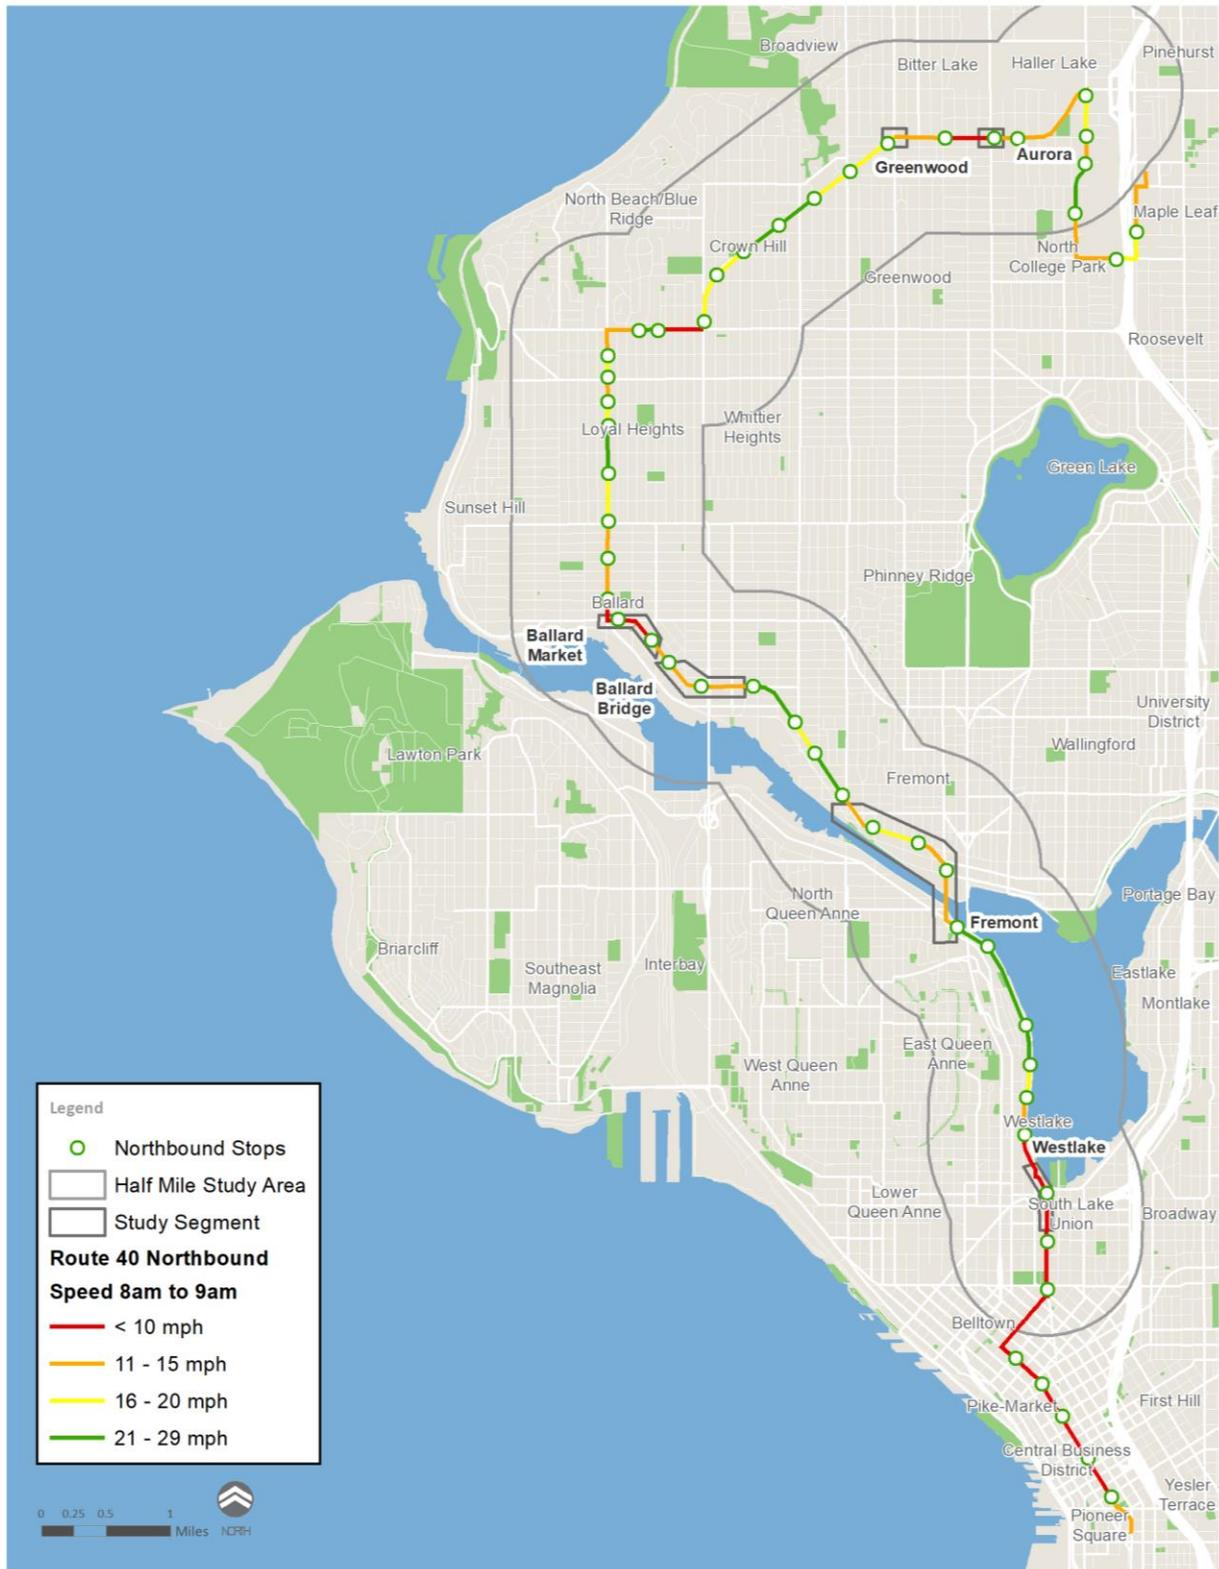 Broadview
Pinehurst
Bitter Lake
Haller Lake
Greenwood
Aurora
North Beach/Blue
Ridge
Maple Leaf
Crown Hill
North
College Park
Greenwood
Roosevelt
Whittier
Heights
Loyal Heights
Green Lake
Sunset Hill
Phinney Ridge
Ballard
Ballard
Market
Ballard
Bridge
University
District
Wallingford
Lawton Park
Fremont
North
Queen Anne
Portage Bay
Fremont
Briarcliff
Southeast
Magnolia
Interbay
Eastlake
Montlake
East Queen
Anne
West Queen
Anne
Westlake
Westlake
Lower
Queen Anne
South Lake
Union
Broadway
Belltown
Pike-Market
First Hill
Central Business
District
Yesler
Terrace
Pioneer
Square
Legend
Northbound Stops
Half Mile Study Area
Study Segment
Route 40 Northbound
Speed 8am to 9am
< 10 mph
11 - 15 mph
16 - 20 mph
21 - 29 mph
0 0.25 0.5 1
Miles
NORTH